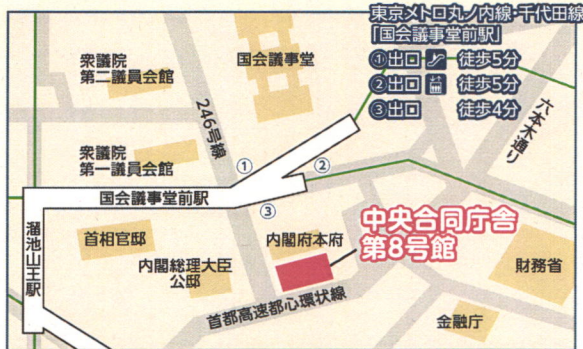 東京メトロ丸ノ内線・千代田線
「国会議事堂前駅」
①出口 徒歩5分
②出口 徒歩5分
③出口 徒歩4分
衆議院
第二議員会館
国会議事堂
246号線
六本木通り
衆議院
第一議員会館
①
②
③
国会議事堂前駅
溜池山王駅
首相官邸
内閣総理大臣
公邸
内閣府本府
中央合同庁舎
第8号館
財務省
首都高速都心環状線
金融庁